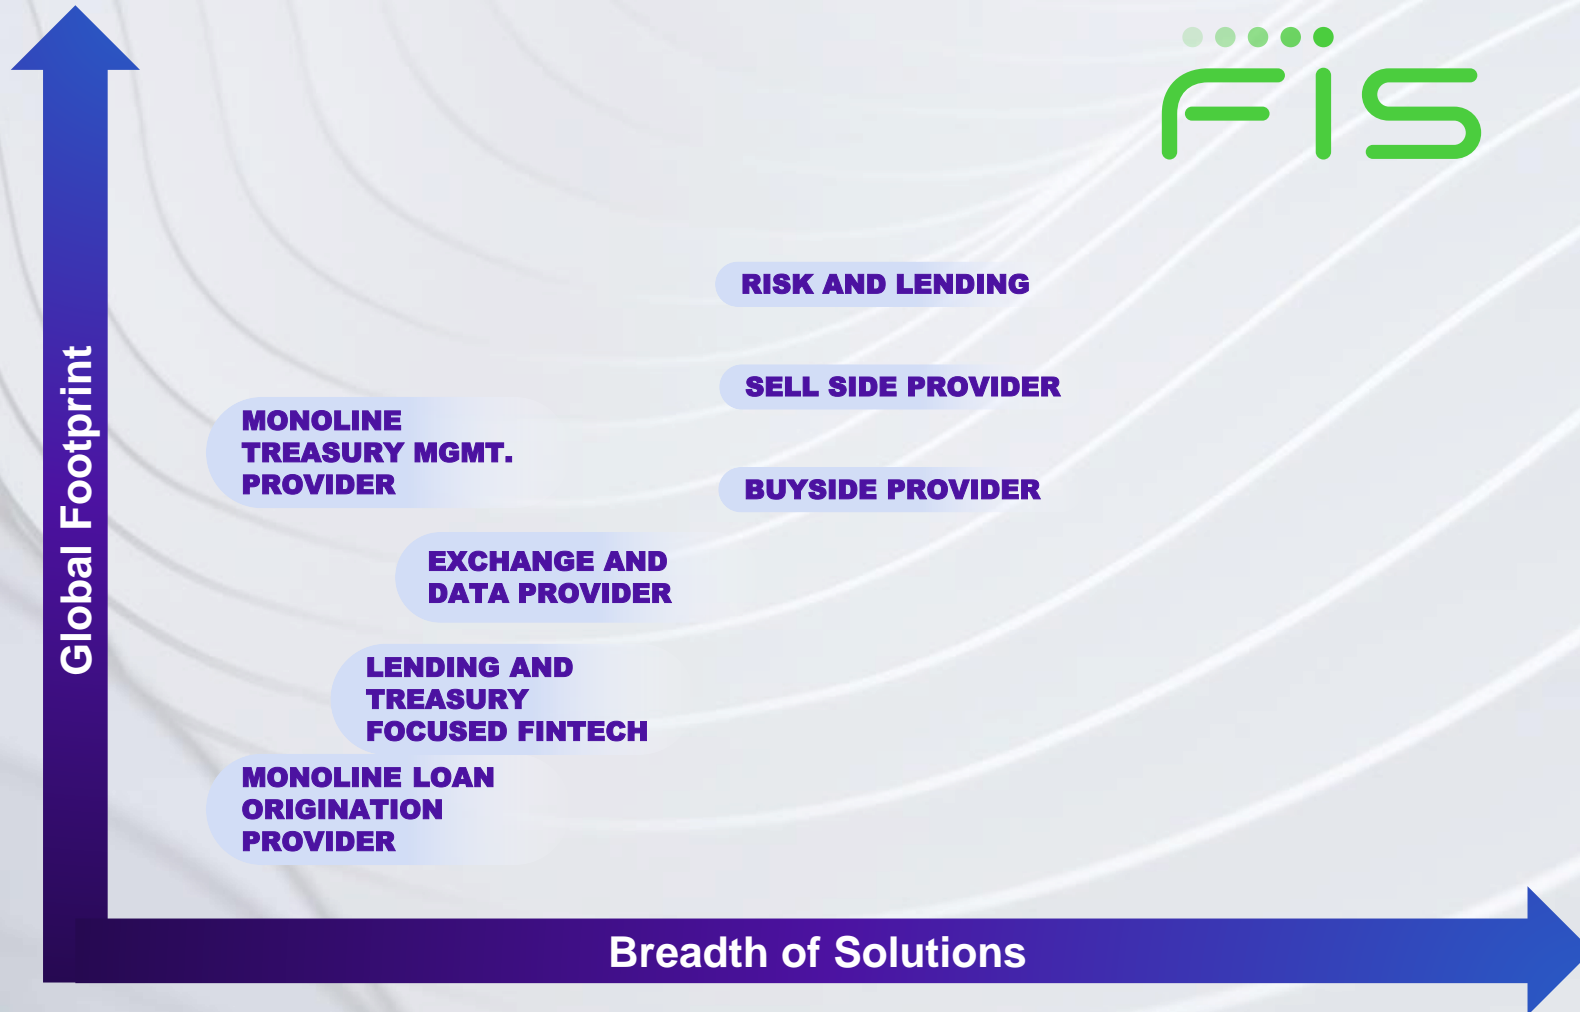 FIS
RISK AND LENDING
SELL SIDE PROVIDER
MONOLINE
TREASURY MGMT.
PROVIDER
BUYSIDE PROVIDER
EXCHANGE AND
DATA PROVIDER
LENDING AND
TREASURY
FOCUSED FINTECH
MONOLINE LOAN
ORIGINATION
PROVIDER
Global Footprint
Breadth of Solutions